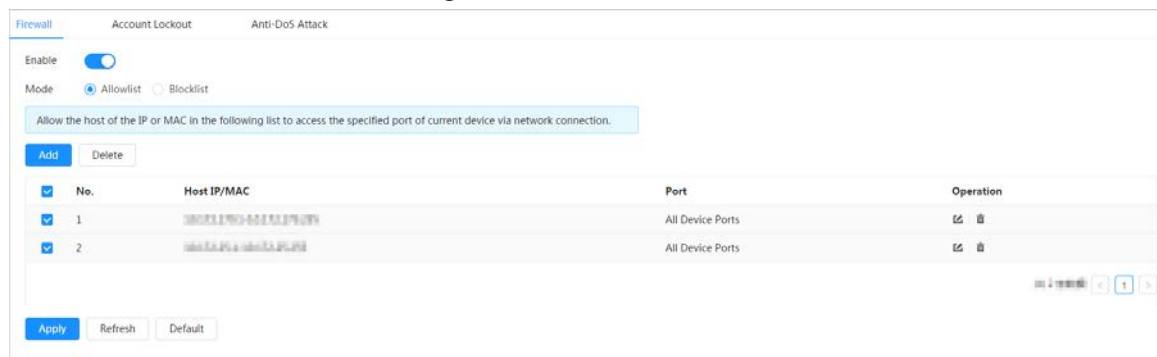 Firewall Account Lockout Anti-DoS Attack
Enable
Mode Allowlist Blocklist
Allow the host of the IP or MAC in the following list to access the specified port of current device via network connection.
Add Delete
No. Host IP/MAC Port Operation
1 All Device Ports
2 All Device Ports
1
Apply Refresh Default